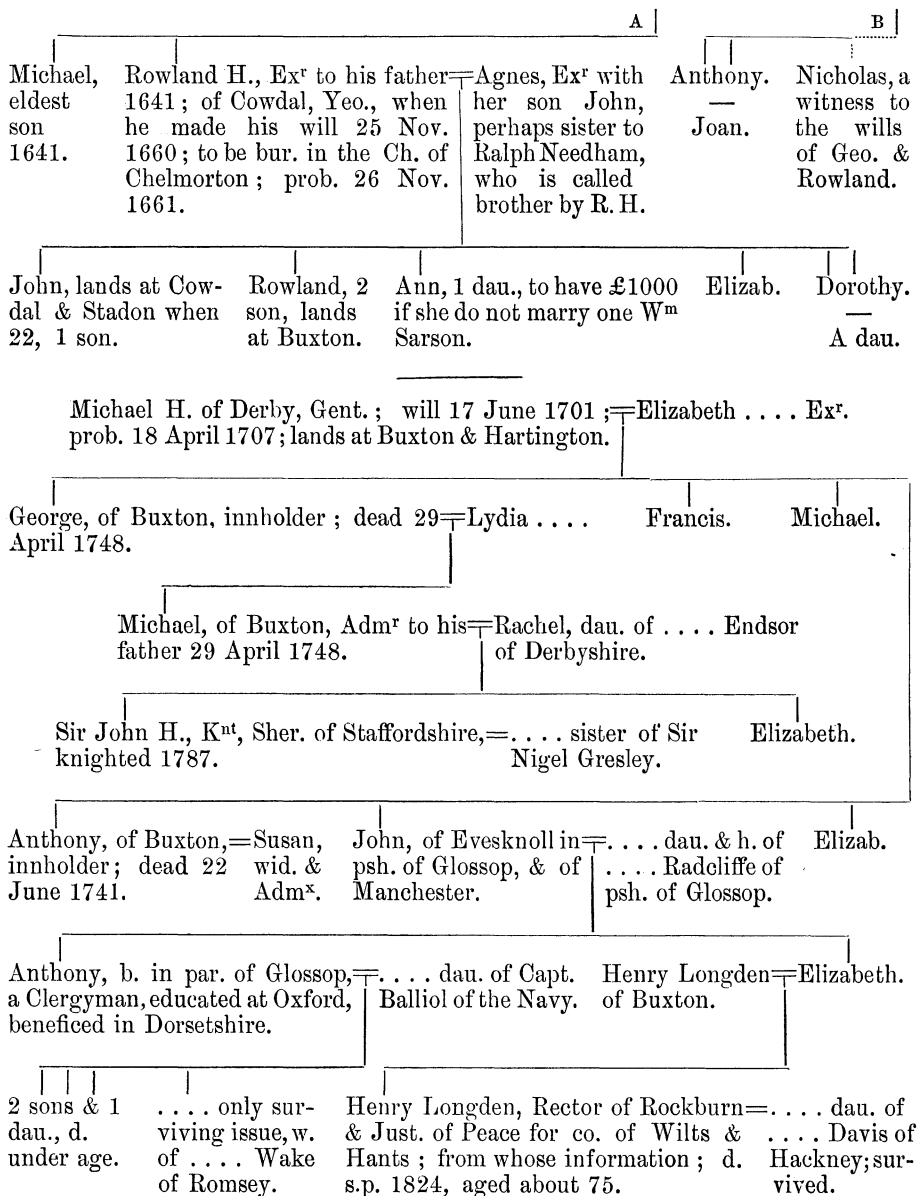 A
B
Michael,
eldest
son
1641.
Rowland H., Exr to his father
1641; of Cowdal, Yeo., when
he made his will 25 Nov.
1660; to be bur. in the Ch. of
Chelmorton; prob. 26 Nov.
1661.
Agnes, Exr with
her son John,
perhaps sister to
Ralph Needham,
who is called
brother by R. H.
Anthony.
—
Joan.
Nicholas, a
witness to
the wills
of Geo. &
Rowland.
John, lands at Cow-
dal & Stadon when
22, 1 son.
Rowland, 2
son, lands
at Buxton.
Ann, 1 dau., to have £1000
if she do not marry one Wm
Sarson.
Elizab.
Dorothy.
—
A dau.
Michael H. of Derby, Gent.; will 17 June 1701;=Elizabeth .... Exr.
prob. 18 April 1707; lands at Buxton & Hartington.
George, of Buxton, innholder; dead 29=Lydia ....
April 1748.
Francis.
Michael.
Michael, of Buxton, Admr to his=Rachel, dau. of .... Endsor
father 29 April 1748.
of Derbyshire.
Sir John H., Knt, Sher. of Staffordshire,=.... sister of Sir
knighted 1787.
Nigel Gresley.
Elizabeth.
Anthony, of Buxton,=Susan,
innholder; dead 22
June 1741.
wid. &
Admx.
John, of Evesknoll in
psh. of Glossop, & of
Manchester.
.... dau. & h. of
.... Radcliffe of
psh. of Glossop.
Elizab.
Anthony, b. in par. of Glossop,
a Clergyman, educated at Oxford,
beneficed in Dorsetshire.
.... dau. of Capt.
Balliol of the Navy.
Henry Longden=Elizabeth.
of Buxton.
2 sons & 1
dau., d.
under age.
.... only sur-
viving issue, w.
of .... Wake
of Romsey.
Henry Longden, Rector of Rockburn
& Just. of Peace for co. of Wilts &
Hants; from whose information; d.
s.p. 1824, aged about 75.
.... dau. of
.... Davis of
Hackney; sur-
vived.